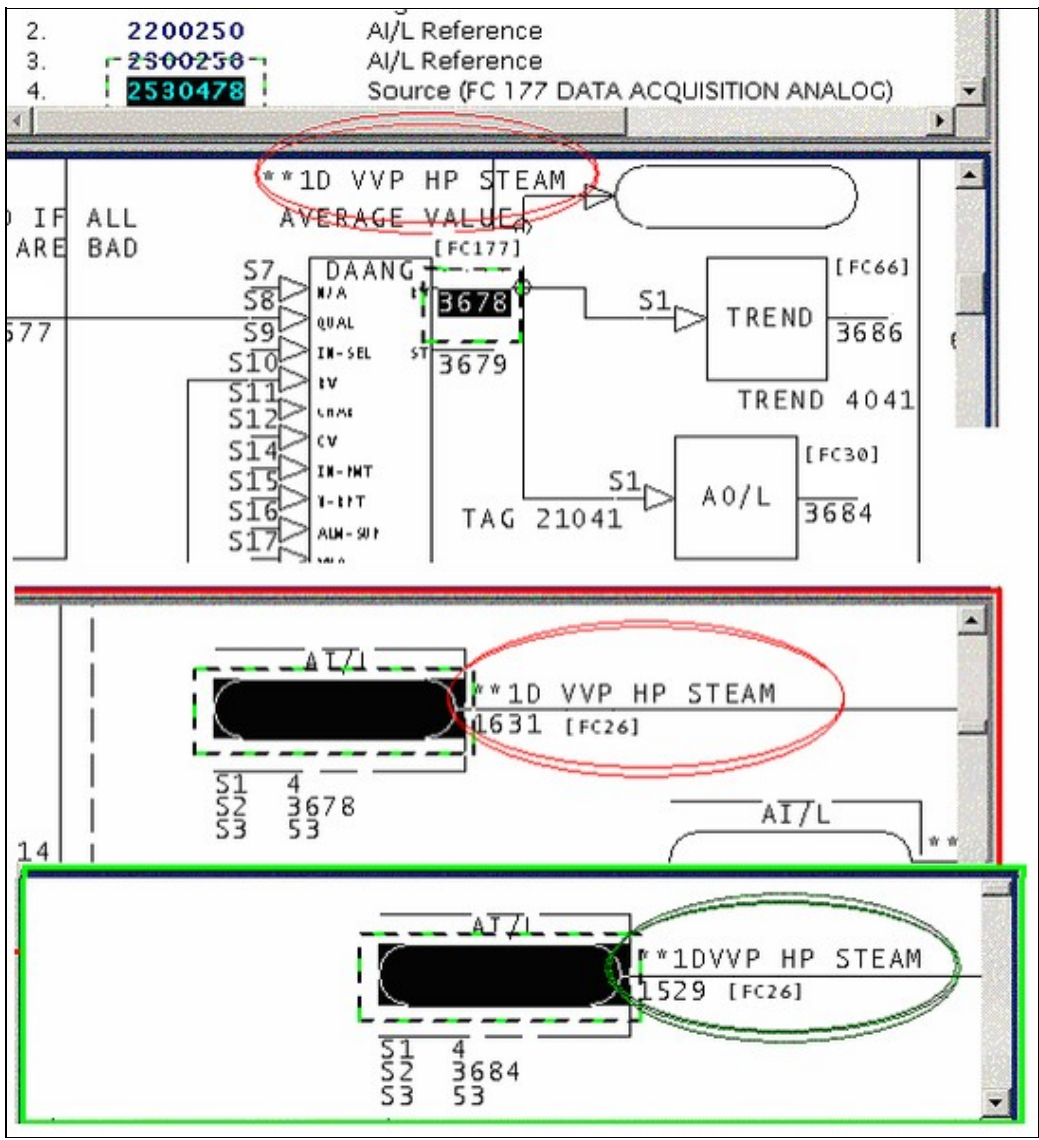 2. 2200250 AI/L Reference
3. 2300250 AI/L Reference
4. 2530478 Source (FC 177 DATA ACQUISITION ANALOG)
**1D VVP HP STEAM
IF ALL AVERAGE VALUE
ARE BAD [FC177]
S7 DAANG [FC66]
S8 N/A 3678 S1 TREND
S9 QUAL 3686
577
S10 IN-SEL ST 3679
S11 RV TREND 4041
S12
S14 CV [FC30]
S15 S1 AO/L
S16 TAG 21041 3684
S17
AI/L
**1D VVP HP STEAM
1631 [FC26]
S1 4
S2 3678
S3 53
AI/L
14 **
AI/L
**1DVVP HP STEAM
1529 [FC26]
S1 4
S2 3684
S3 53